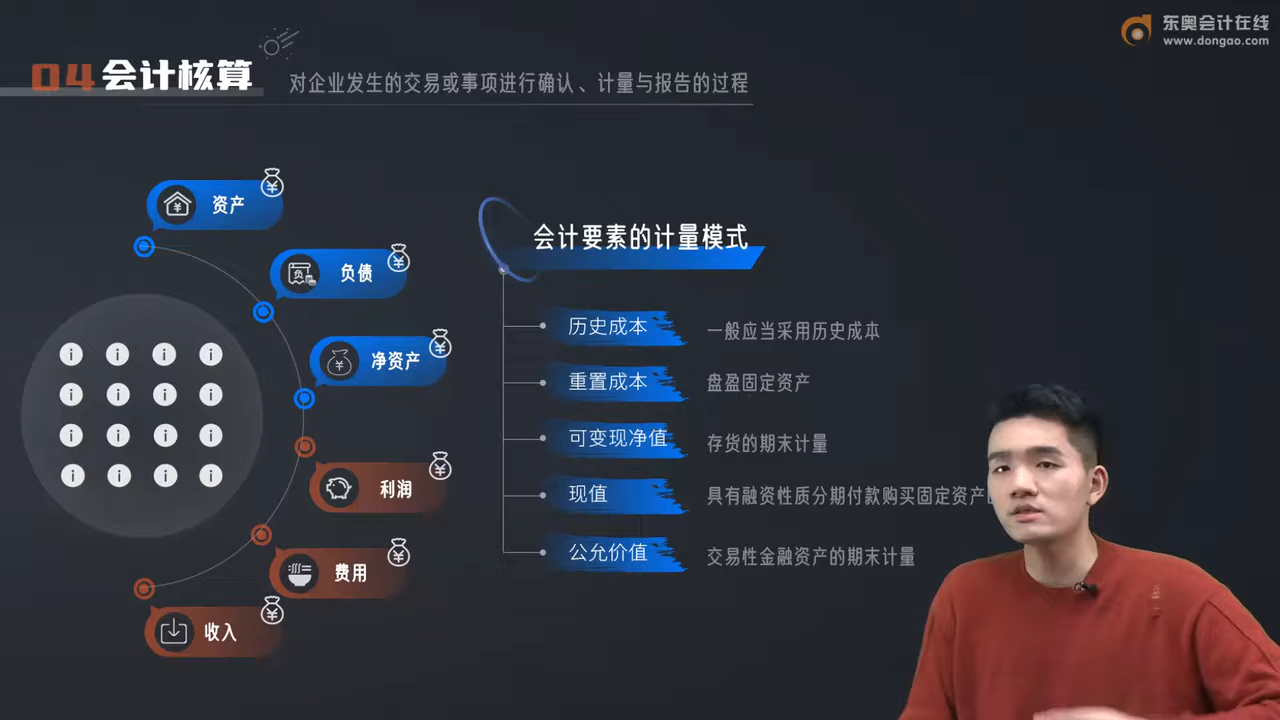 东奥会计在线
www.dongao.com
04 会计核算
对企业发生的交易或事项进行确认、计量与报告的过程
资产
负债
净资产
利润
费用
收入
会计要素的计量模式
历史成本 一般应当采用历史成本
重置成本 盘盈固定资产
可变现净值 存货的期末计量
现值 具有融资性质分期付款购买固定资产
公允价值 交易性金融资产的期末计量